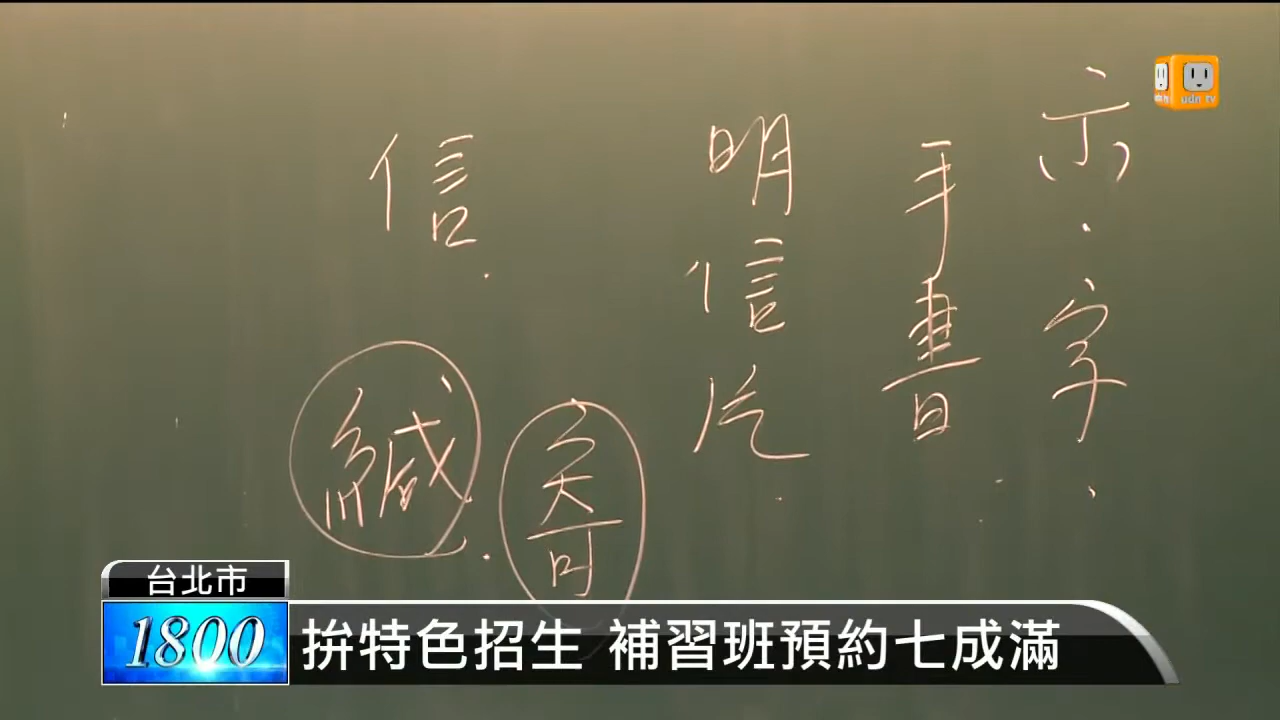 示.字.
手書
明信片
信.
寄
緘.
udn tv
台北市
1800
拚特色招生 補習班預約七成滿